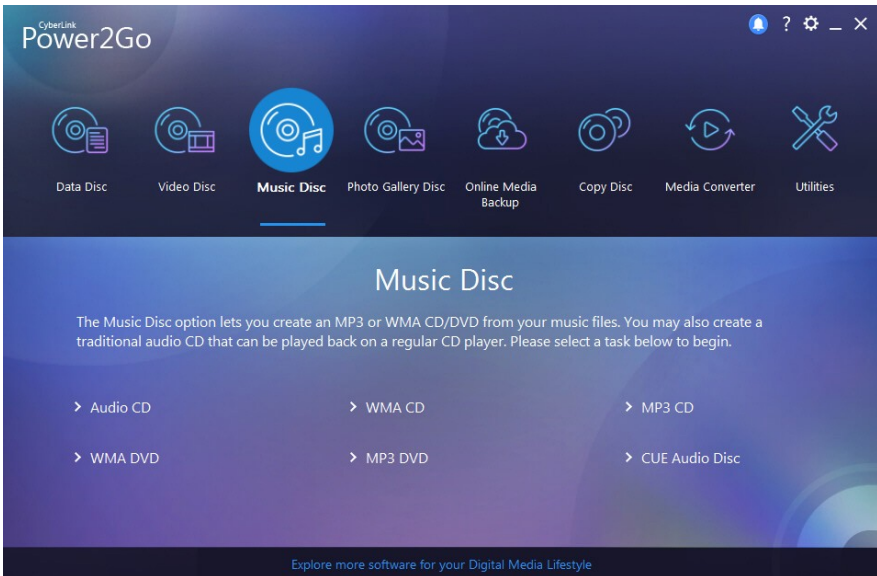 CyberLink
Power2Go
?
Data Disc
Video Disc
Music Disc
Photo Gallery Disc
Online Media
Backup
Copy Disc
Media Converter
Utilities
Music Disc
The Music Disc option lets you create an MP3 or WMA CD/DVD from your music files. You may also create a
traditional audio CD that can be played back on a regular CD player. Please select a task below to begin.
> Audio CD
> WMA CD
> MP3 CD
> WMA DVD
> MP3 DVD
> CUE Audio Disc
Explore more software for your Digital Media Lifestyle